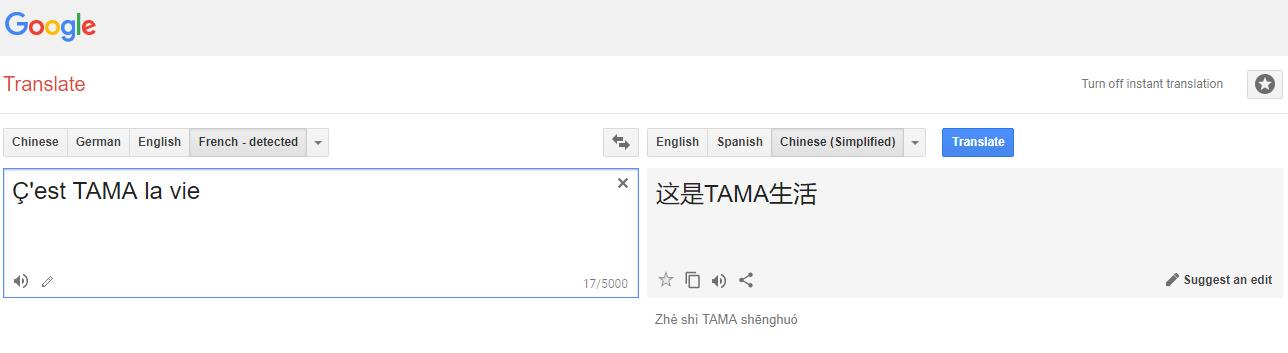 Google
Translate
Turn off instant translation
Chinese German English French - detected
English Spanish Chinese (Simplified) Translate
Ç'est TAMA la vie
17/5000
这是TAMA生活
Suggest an edit
Zhè shì TAMA shēnghuó